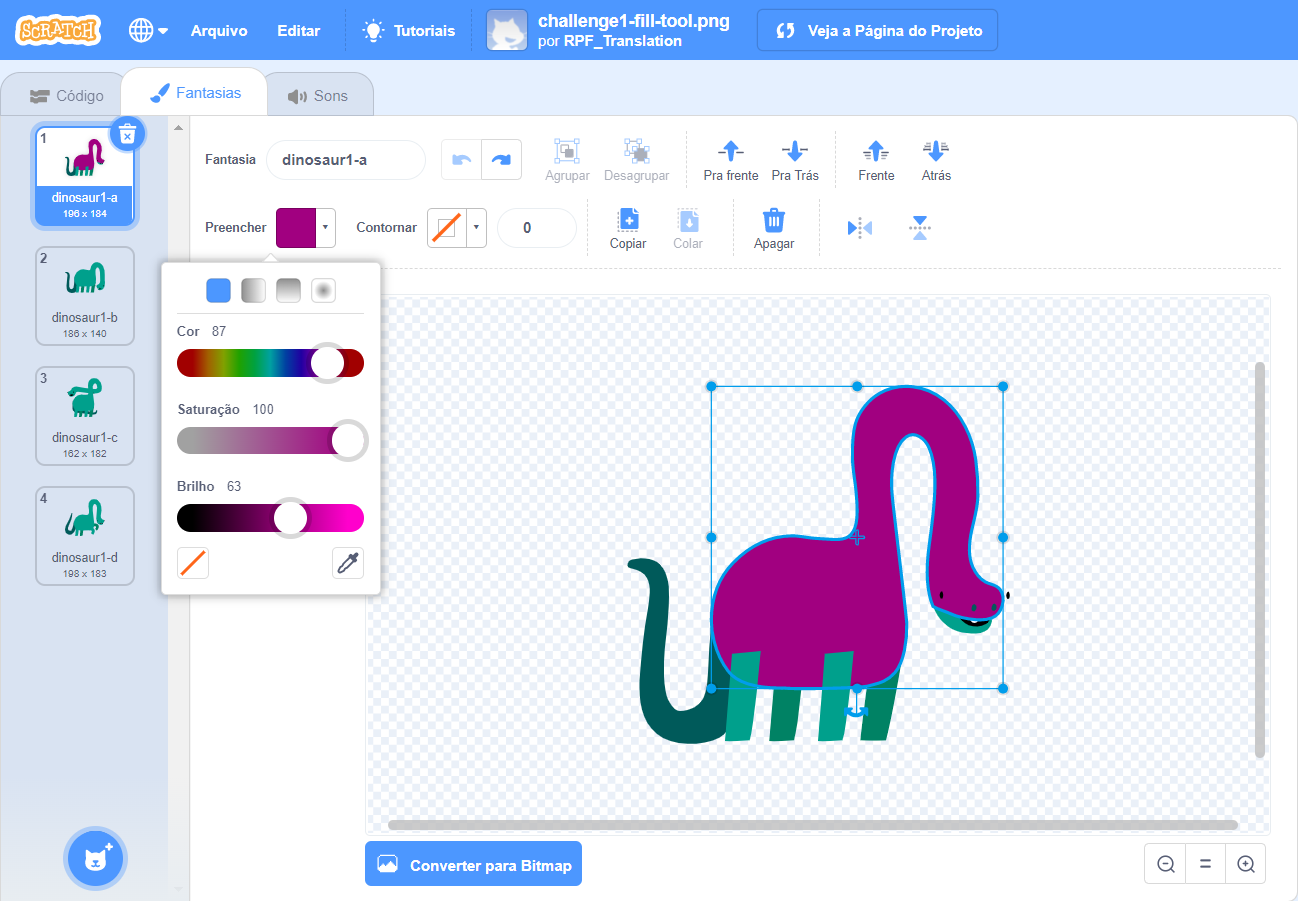 SCRATCH
Arquivo
Editar
Tutoriais
challenge1-fill-tool.png
por RPF_Translation
Veja a Página do Projeto
Código
Fantasias
Sons
1
dinosaur1-a
196 x 184
2
dinosaur1-b
186 x 140
3
dinosaur1-c
162 x 182
4
dinosaur1-d
198 x 183
Fantasia
dinosaur1-a
Agrupar
Desagrupar
Pra frente
Pra Trás
Frente
Atrás
Preencher
Contornar
0
Copiar
Colar
Apagar
Cor 87
Saturação 100
Brilho 63
Converter para Bitmap